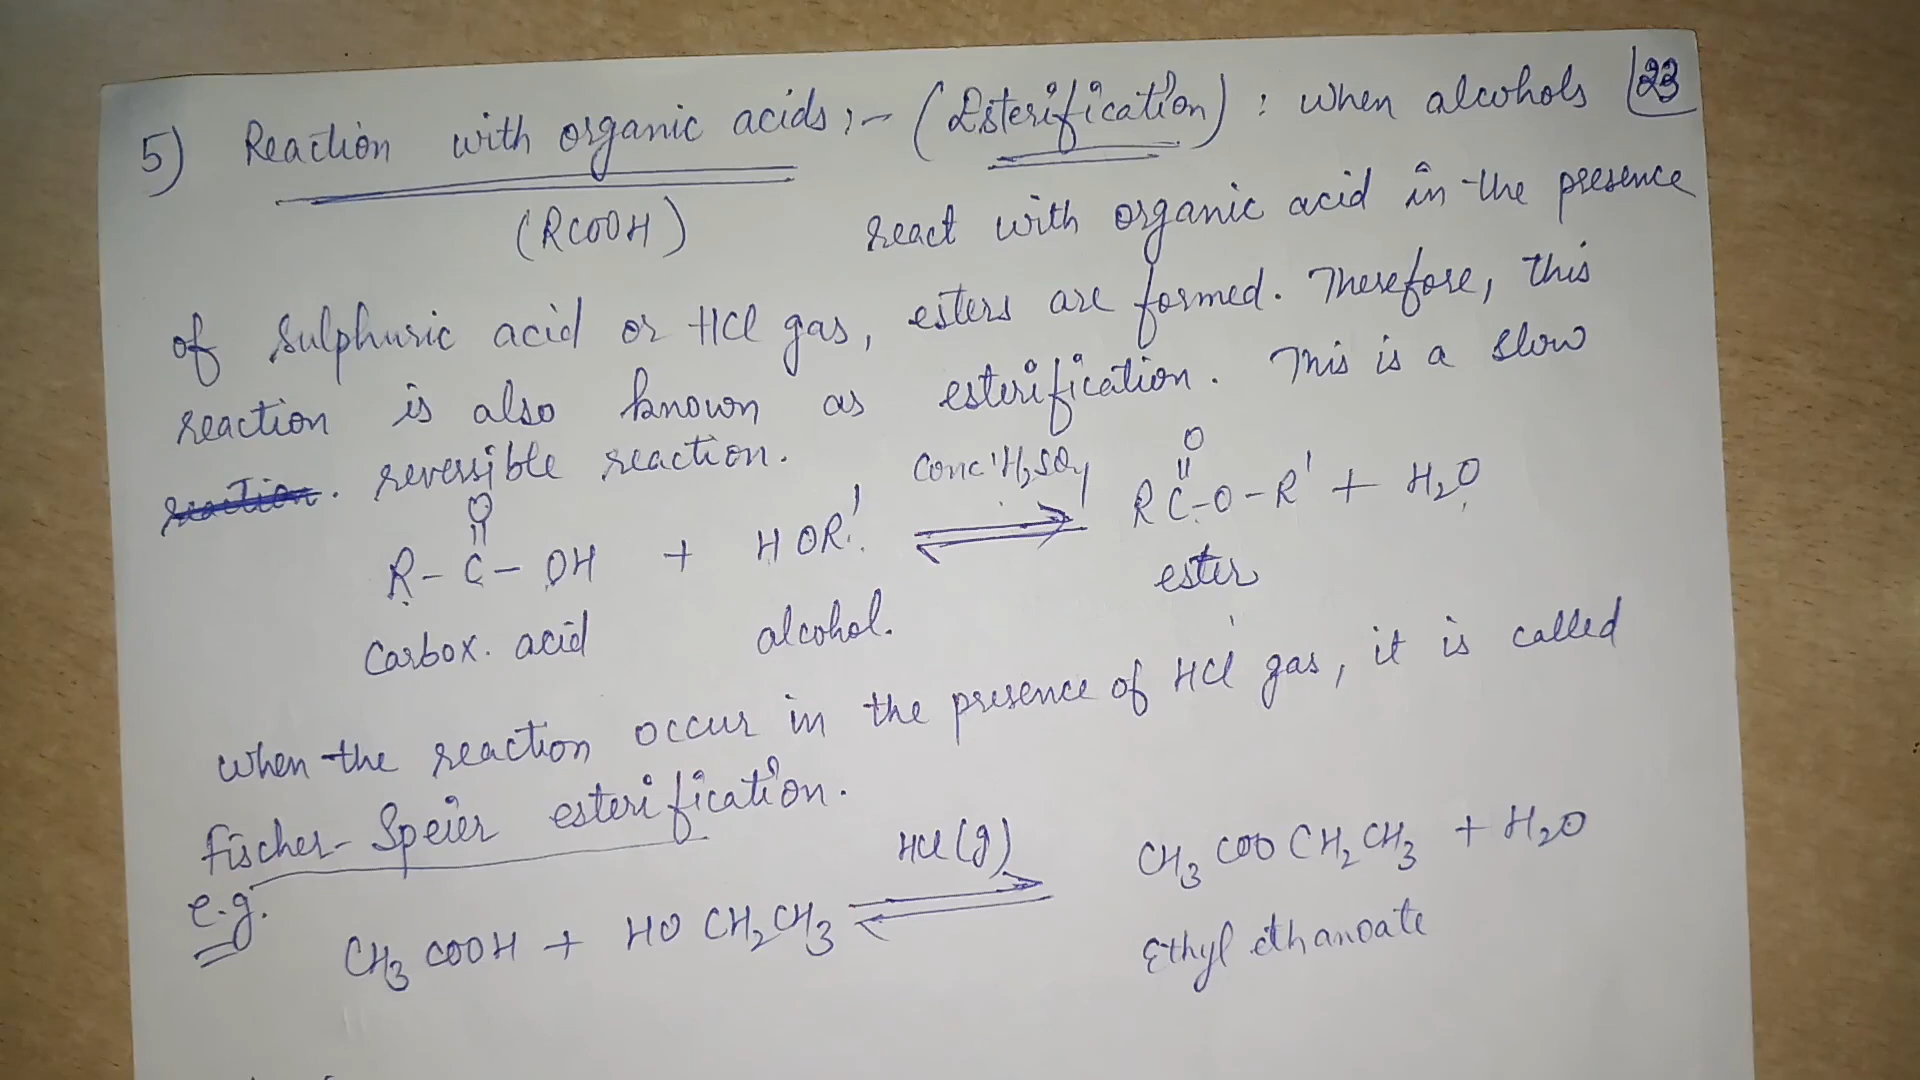 5) Reaction with organic acids :- (Esterification) : when alcohols 23
(RCOOH) react with organic acid in the presence
of Sulphuric acid or HCl gas, esters are formed. Therefore, this
reaction is also known as esterification. This is a slow
reaction. reversible reaction.
O Conc. H2SO4 O
R - C - OH + HOR' ⇌ RC-O-R' + H2O
Carbox. acid alcohol. ester
when the reaction occur in the presence of HCl gas, it is called
Fischer-Speier esterification.
e.g. HCl (g)
CH3COOH + HO CH2CH3 ⇌ CH3COOCH2CH3 + H2O
Ethyl ethanoate